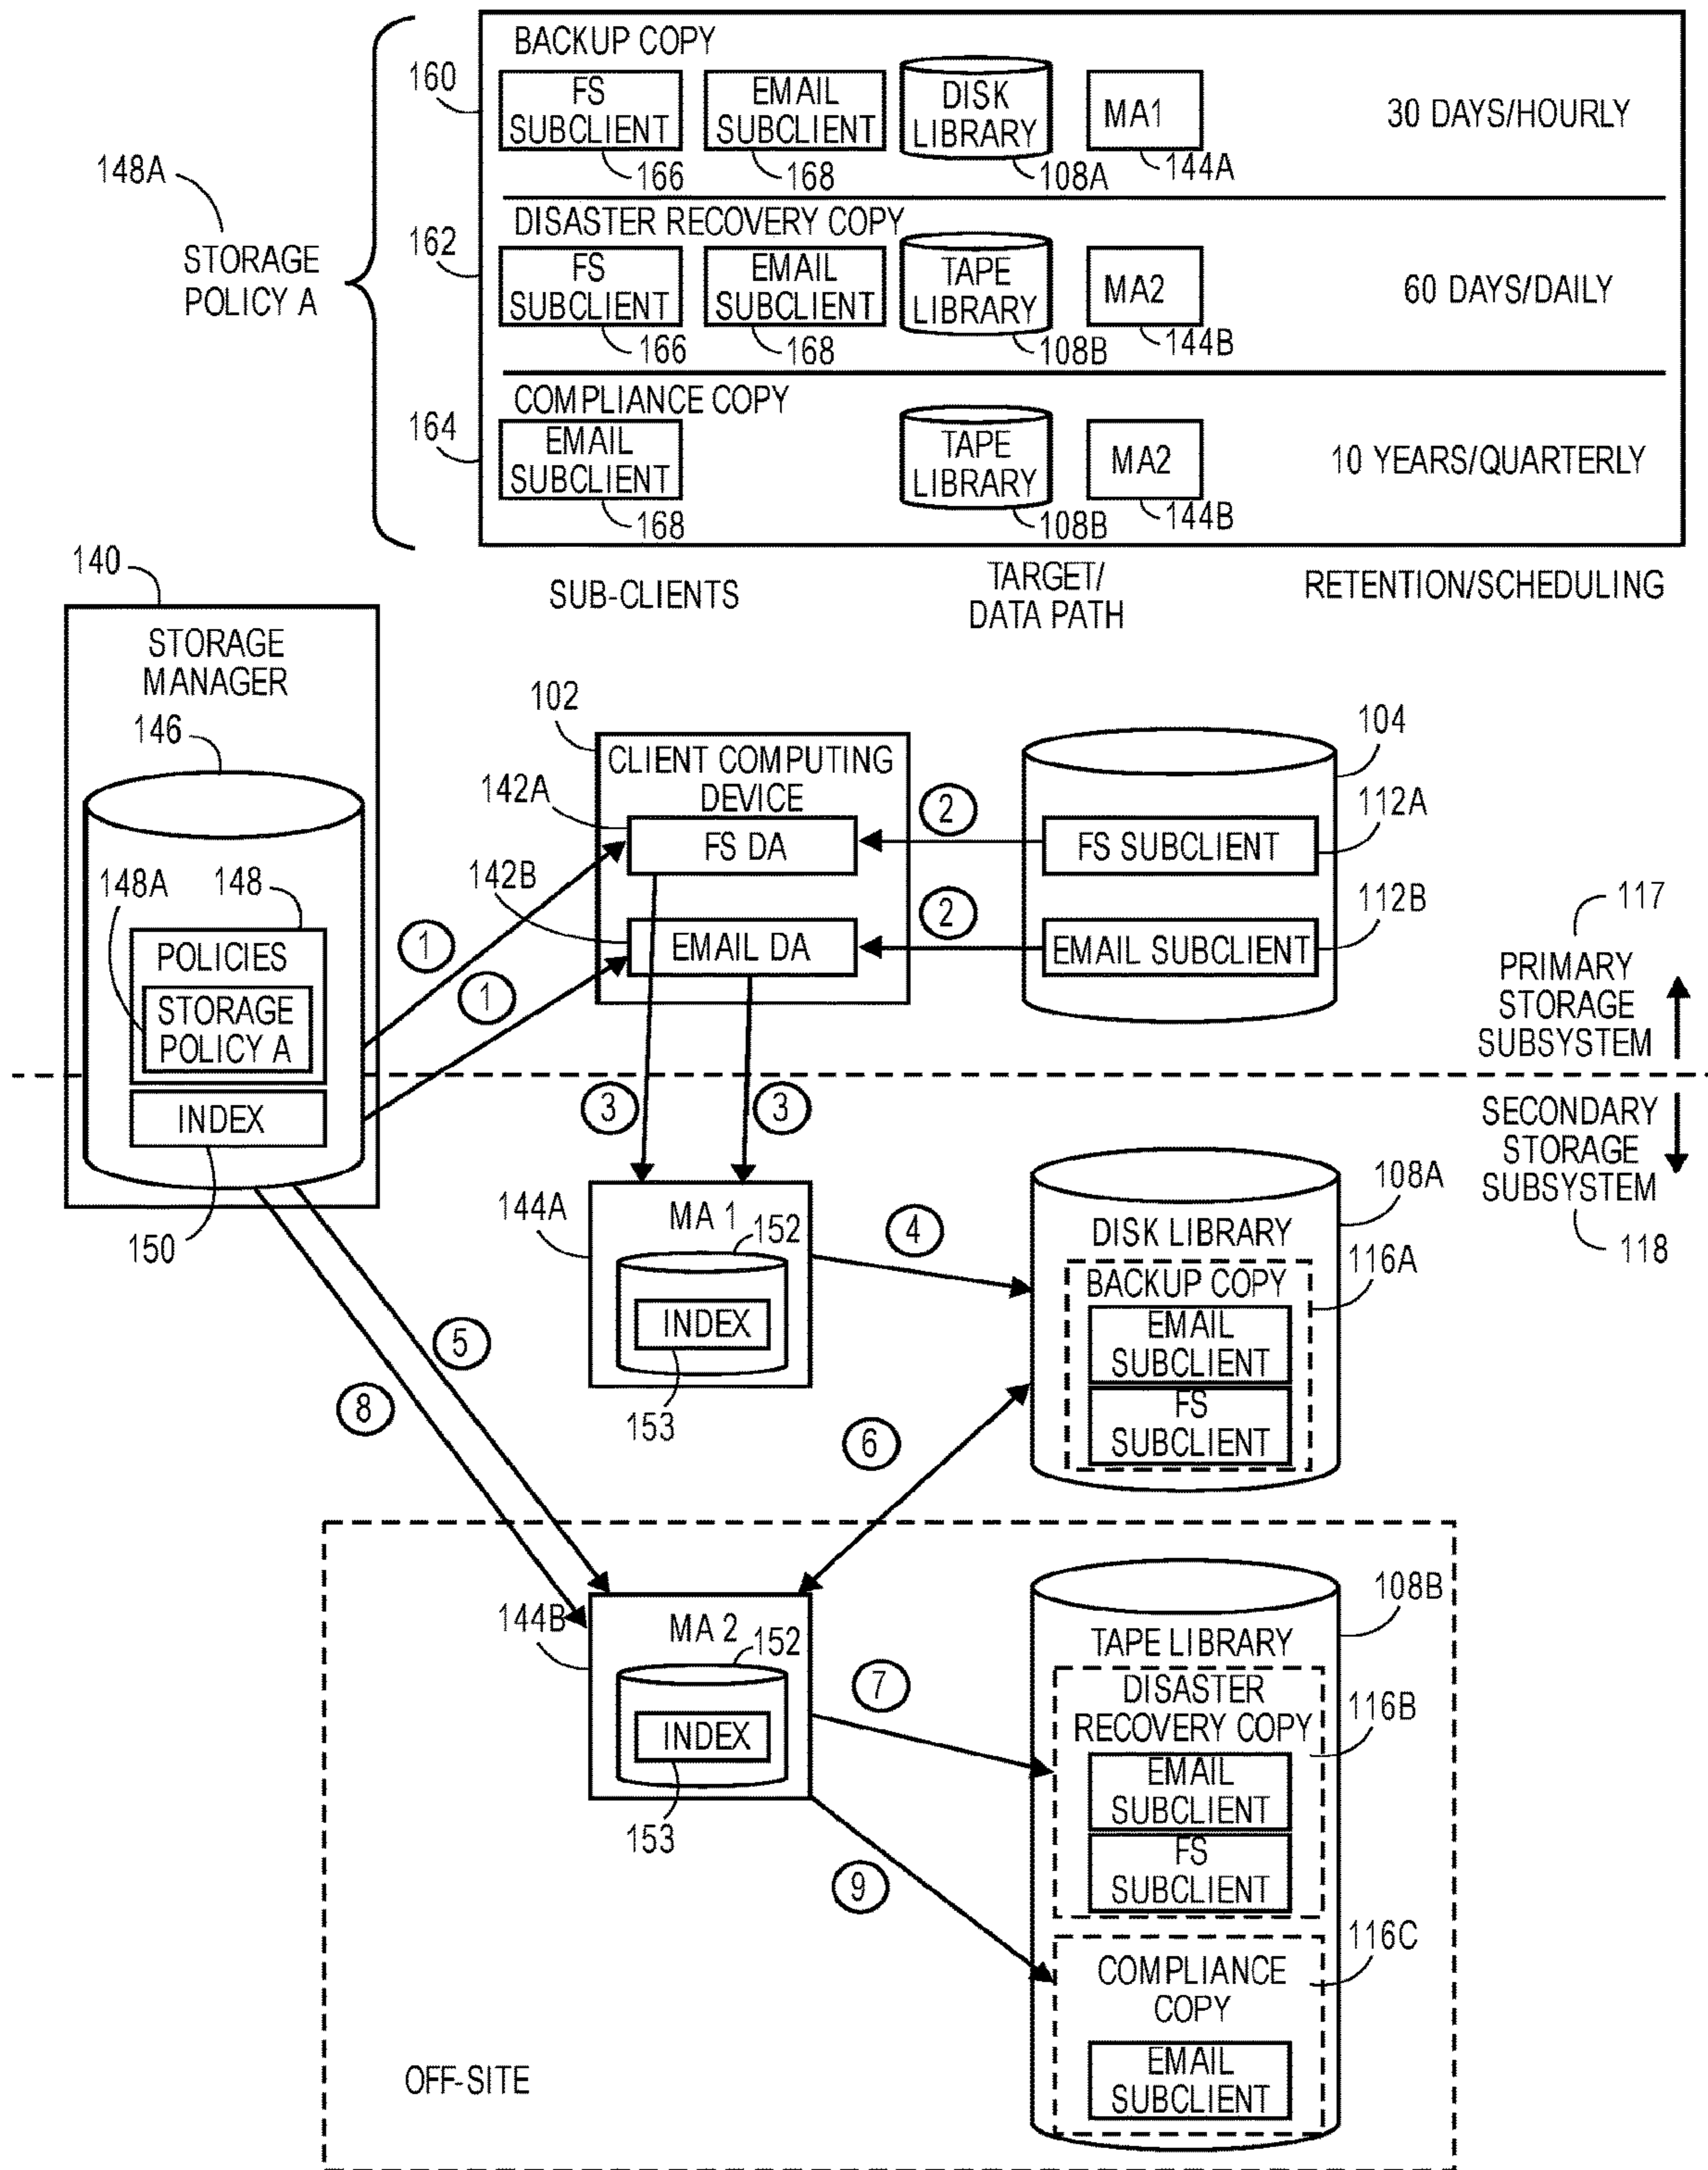 BACKUP COPY
160
FS
SUBCLIENT
166
EMAIL
SUBCLIENT
168
DISK
LIBRARY
108A
MA1
144A
30 DAYS/HOURLY
148A
STORAGE
POLICY A
DISASTER RECOVERY COPY
162
FS
SUBCLIENT
166
EMAIL
SUBCLIENT
168
TAPE
LIBRARY
108B
MA2
144B
60 DAYS/DAILY
COMPLIANCE COPY
164
EMAIL
SUBCLIENT
168
TAPE
LIBRARY
108B
MA2
144B
10 YEARS/QUARTERLY
SUB-CLIENTS
TARGET/
DATA PATH
RETENTION/SCHEDULING
140
STORAGE
MANAGER
146
148A
148
POLICIES
STORAGE
POLICY A
INDEX
150
102
CLIENT COMPUTING
DEVICE
142A
FS DA
142B
EMAIL DA
104
112A
FS SUBCLIENT
112B
EMAIL SUBCLIENT
1
1
2
2
117
PRIMARY
STORAGE
SUBSYSTEM
SECONDARY
STORAGE
SUBSYSTEM
118
3
3
144A
MA 1
152
INDEX
153
4
108A
DISK LIBRARY
116A
BACKUP COPY
EMAIL
SUBCLIENT
FS
SUBCLIENT
5
8
6
144B
MA 2
152
INDEX
153
7
9
108B
TAPE LIBRARY
DISASTER
RECOVERY COPY
116B
EMAIL
SUBCLIENT
FS
SUBCLIENT
116C
COMPLIANCE
COPY
EMAIL
SUBCLIENT
OFF-SITE